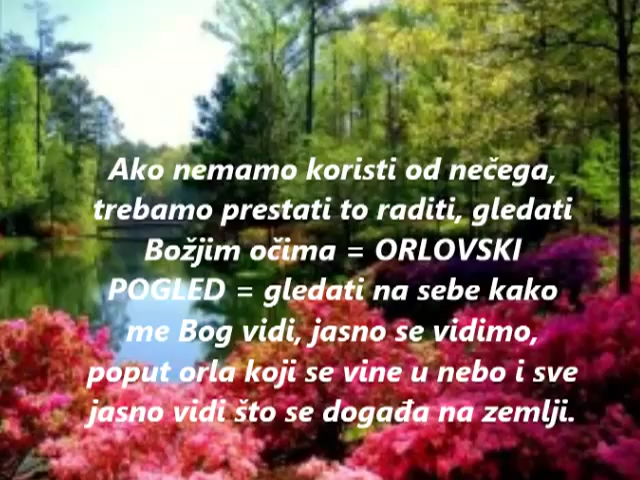 Ako nemamo koristi od nečega,
trebamo prestati to raditi, gledati
Božjim očima = ORLOVSKI
POGLED = gledati na sebe kako
me Bog vidi, jasno se vidimo,
poput orla koji se vine u nebo i sve
jasno vidi što se događa na zemlji.